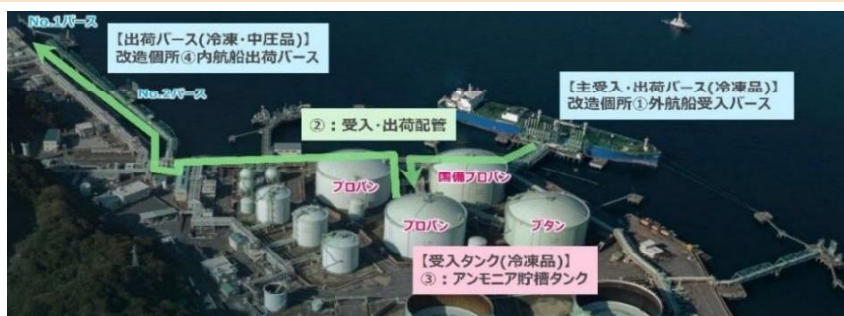 No.1バース
【出荷バース(冷凍・中圧品)】
改造個所④内航船出荷バース
No.2バース
【主受入・出荷バース(冷凍品)】
改造個所①外航船受入バース
②：受入・出荷配管
プロパン
国備プロパン
プロパン
ブタン
【受入タンク(冷凍品)】
③：アンモニア貯槽タンク